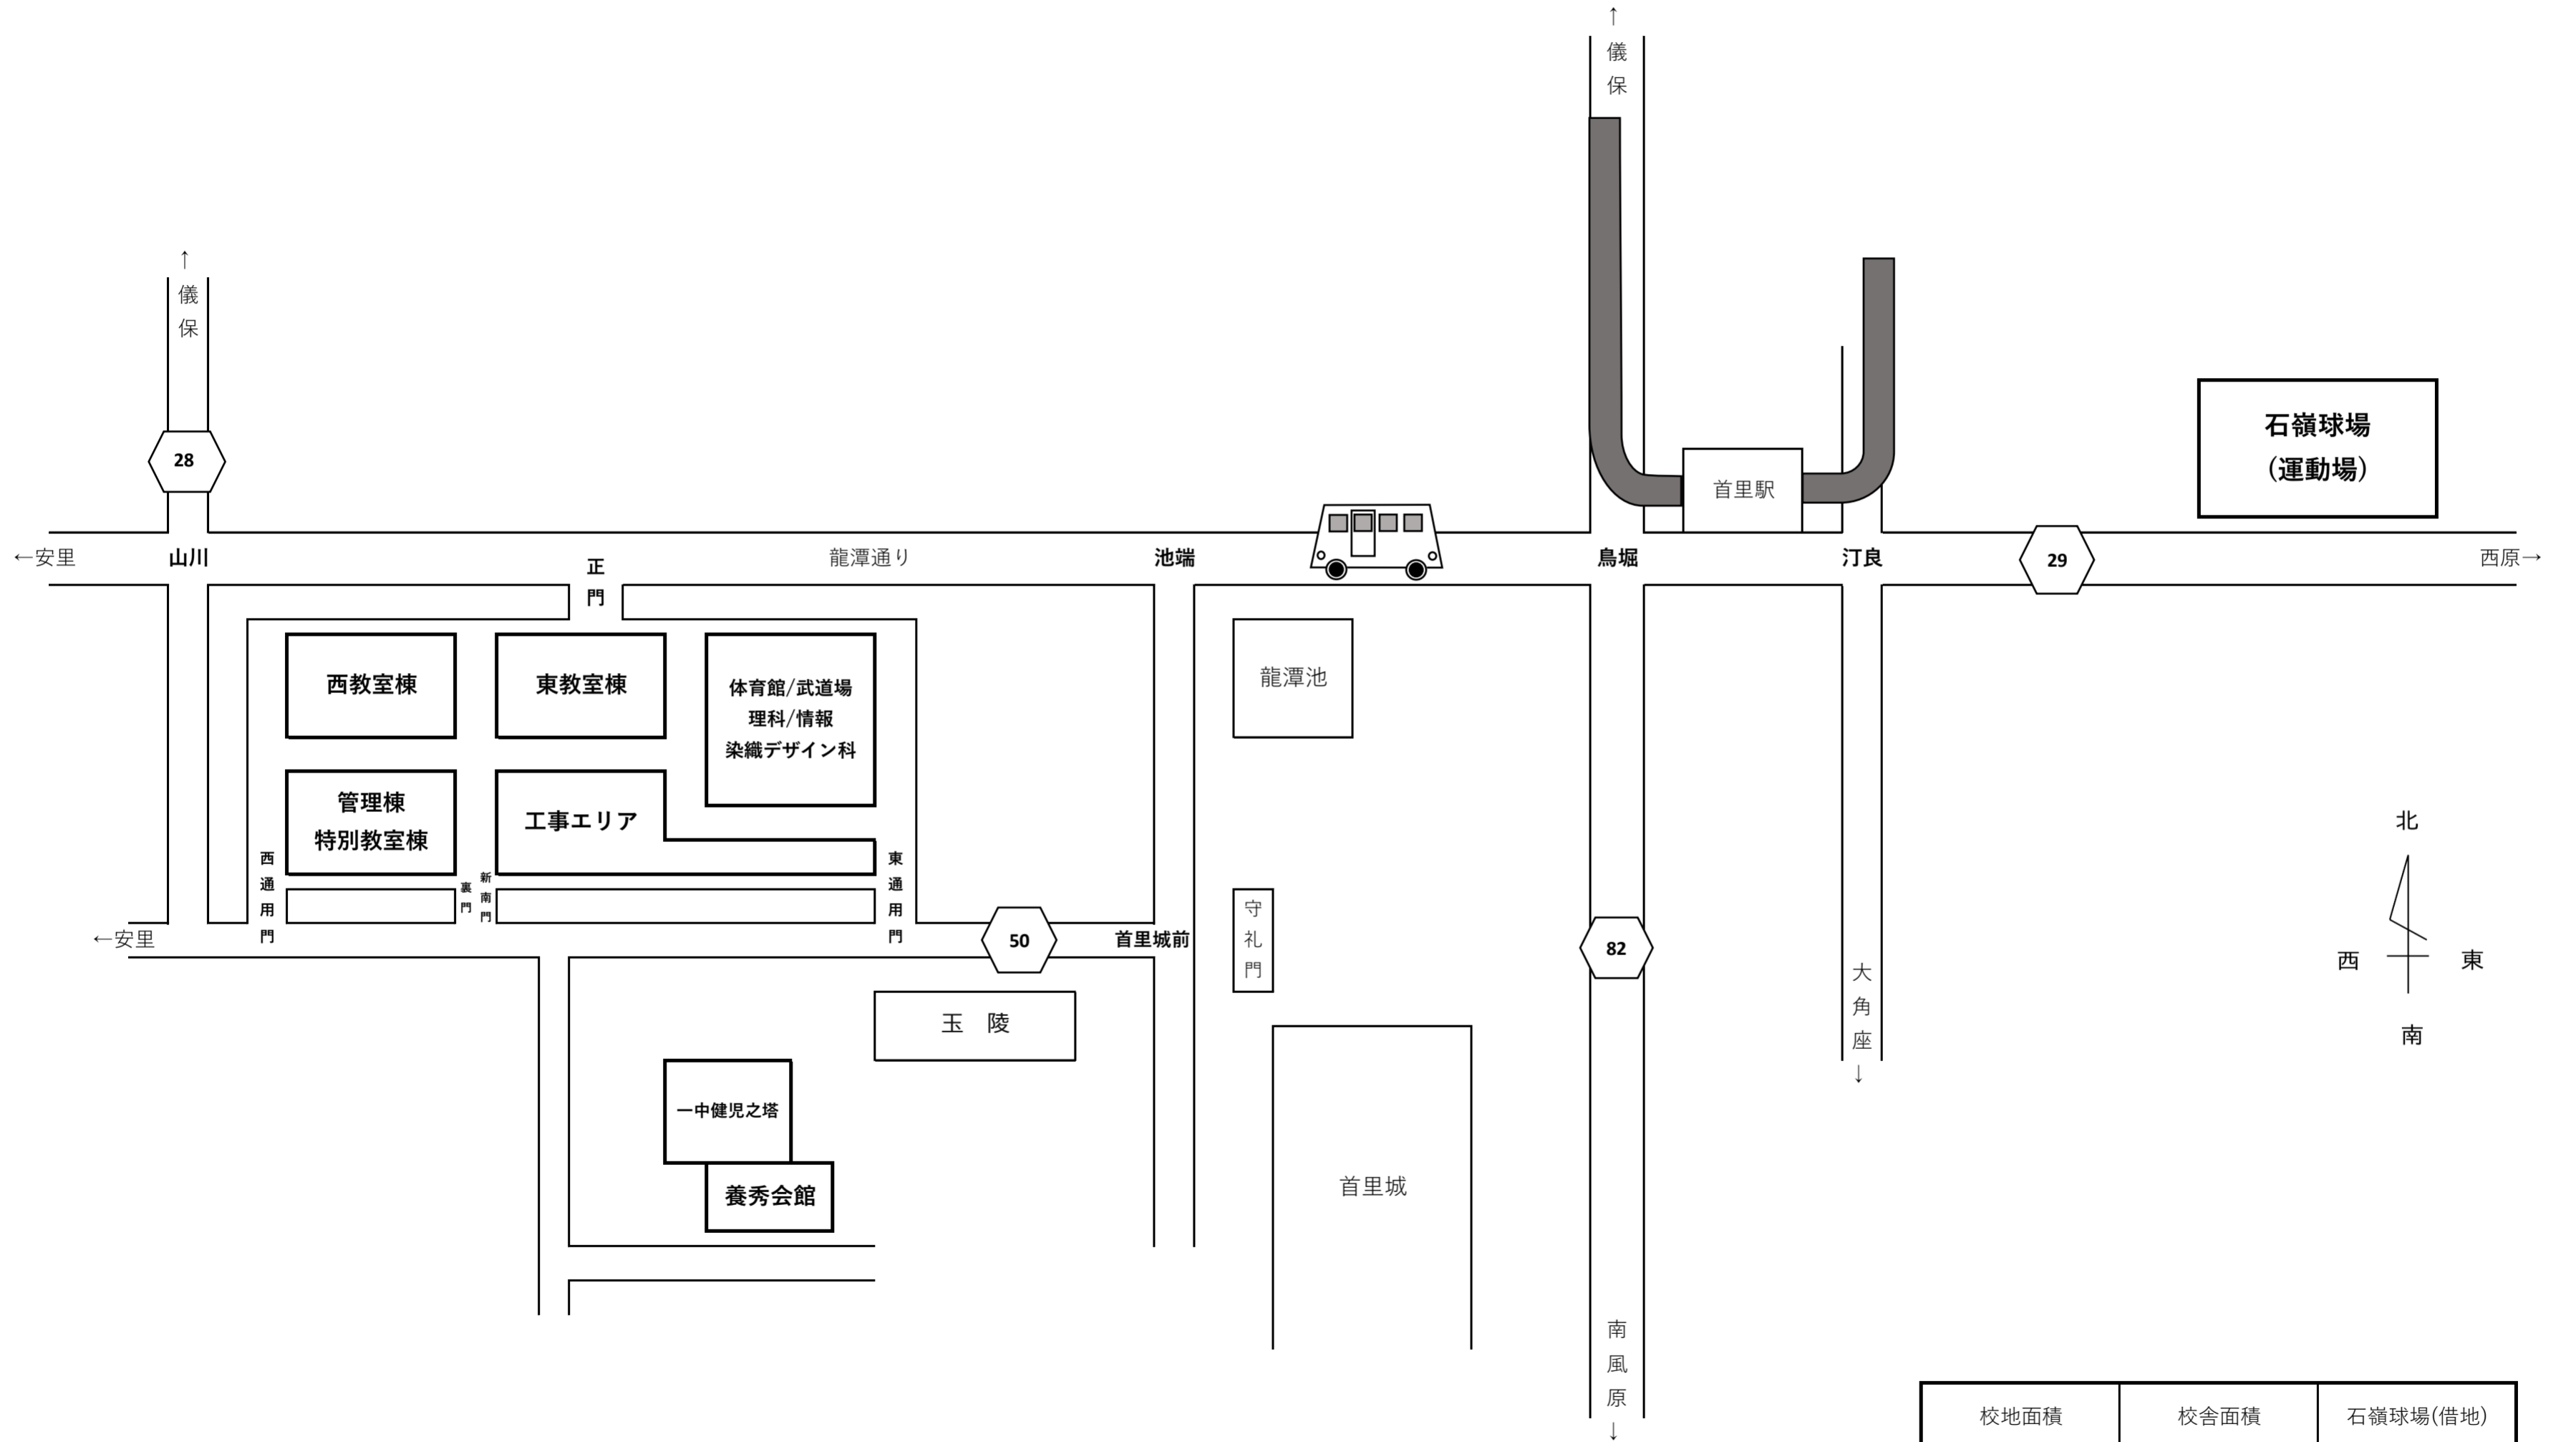 ↑
儀保
↑
儀保
28
石嶺球場
(運動場)
首里駅
←安里
山川
正門
龍潭通り
池端
鳥堀
汀良
29
西原→
西教室棟
東教室棟
体育館/武道場
理科/情報
染織デザイン科
龍潭池
管理棟
特別教室棟
工事エリア
西通用門
裏門
新南門
東通用門
←安里
50
首里城前
守礼門
82
大角座
↓
北
西
東
南
玉　陵
一中健児之塔
養秀会館
首里城
南風原
↓
校地面積
校舎面積
石嶺球場(借地)